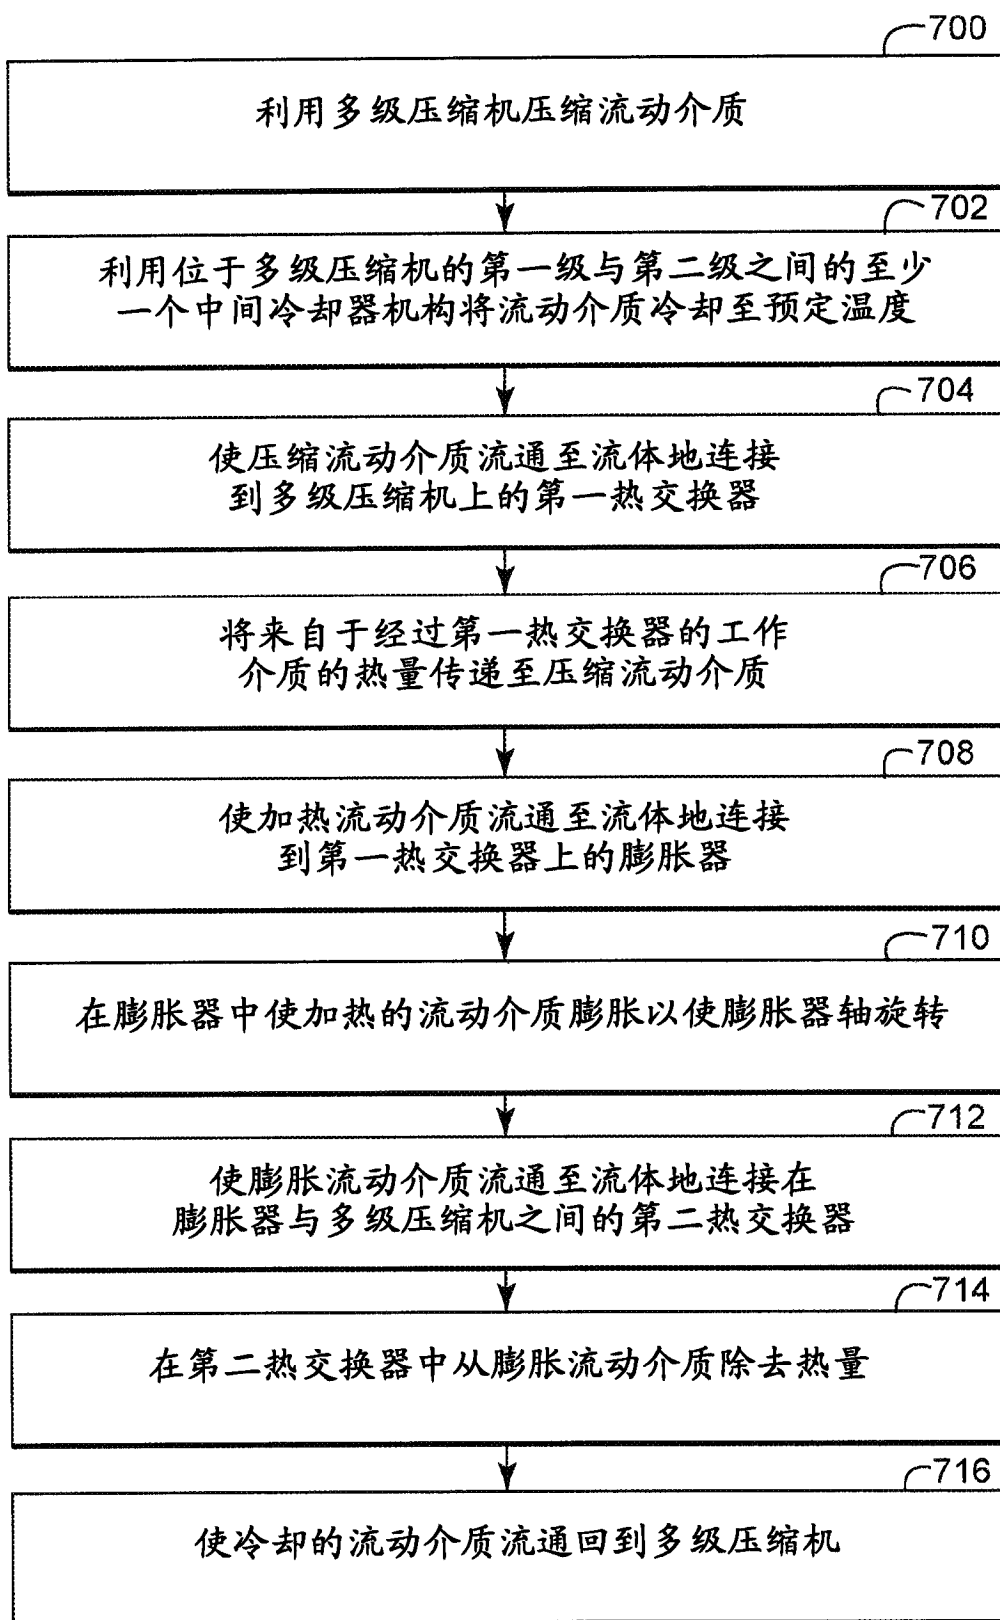 700
利用多级压缩机压缩流动介质
702
利用位于多级压缩机的第一级与第二级之间的至少
一个中间冷却器机构将流动介质冷却至预定温度
704
使压缩流动介质流通至流体地连接
到多级压缩机上的第一热交换器
706
将来自于经过第一热交换器的工作
介质的热量传递至压缩流动介质
708
使加热流动介质流通至流体地连接
到第一热交换器上的膨胀器
710
在膨胀器中使加热的流动介质膨胀以使膨胀器轴旋转
712
使膨胀流动介质流通至流体地连接在
膨胀器与多级压缩机之间的第二热交换器
714
在第二热交换器中从膨胀流动介质除去热量
716
使冷却的流动介质流通回到多级压缩机